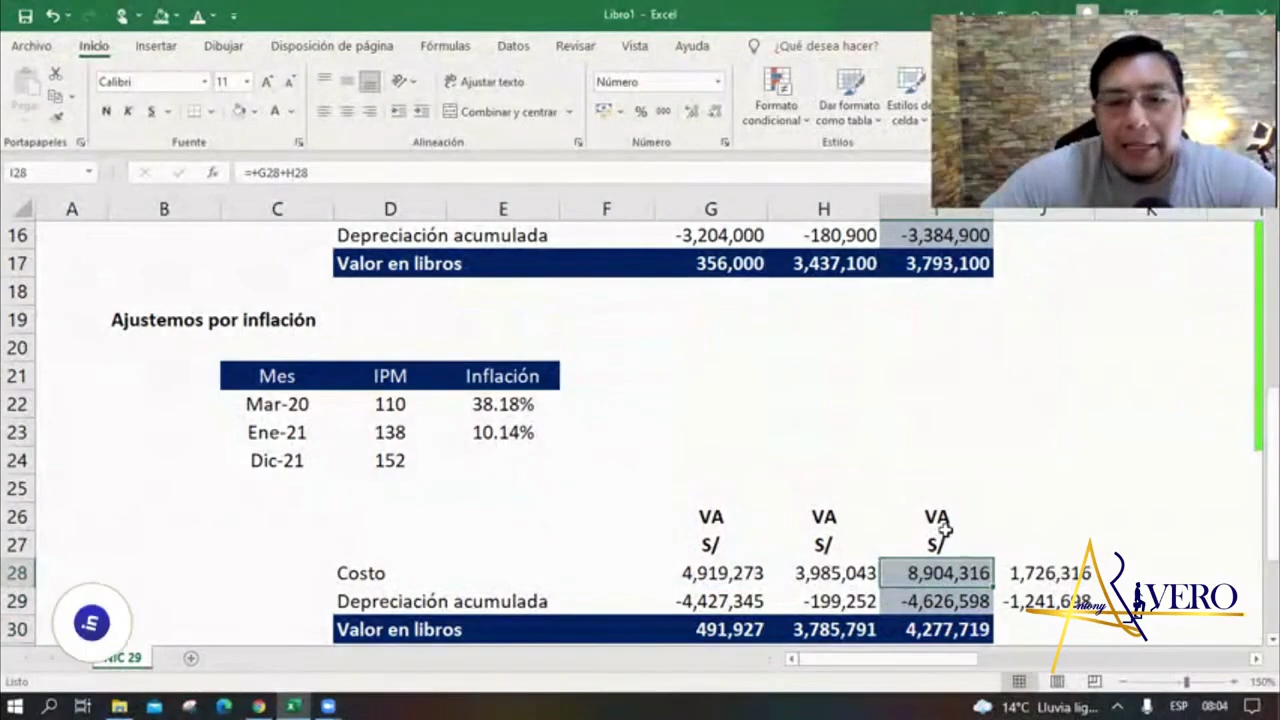 Libro1 - Excel
Archivo Inicio Insertar Dibujar Disposición de página Fórmulas Datos Revisar Vista Ayuda ¿Qué desea hacer?
Calibri 11 Ajustar texto Número
N K S Combinar y centrar % Formato condicional Dar formato como tabla Estilos de celda
Portapapeles Fuente Alineación Número Estilos
I28 fx =+G28+H28
A B C D E F G H
16 Depreciación acumulada -3,204,000 -180,900 -3,384,900
17 Valor en libros 356,000 3,437,100 3,793,100
18
19 Ajustemos por inflación
20
21 Mes IPM Inflación
22 Mar-20 110 38.18%
23 Ene-21 138 10.14%
24 Dic-21 152
25
26 VA VA VA
27 S/ S/ S/
28 Costo 4,919,273 3,985,043 8,904,316 1,726,316
29 Depreciación acumulada -4,427,345 -199,252 -4,626,598 -1,241,698
30 Valor en libros 491,927 3,785,791 4,277,719
Antony RIVERO
NIC 29
Listo 150%
14°C Lluvia lig... ESP 08:04